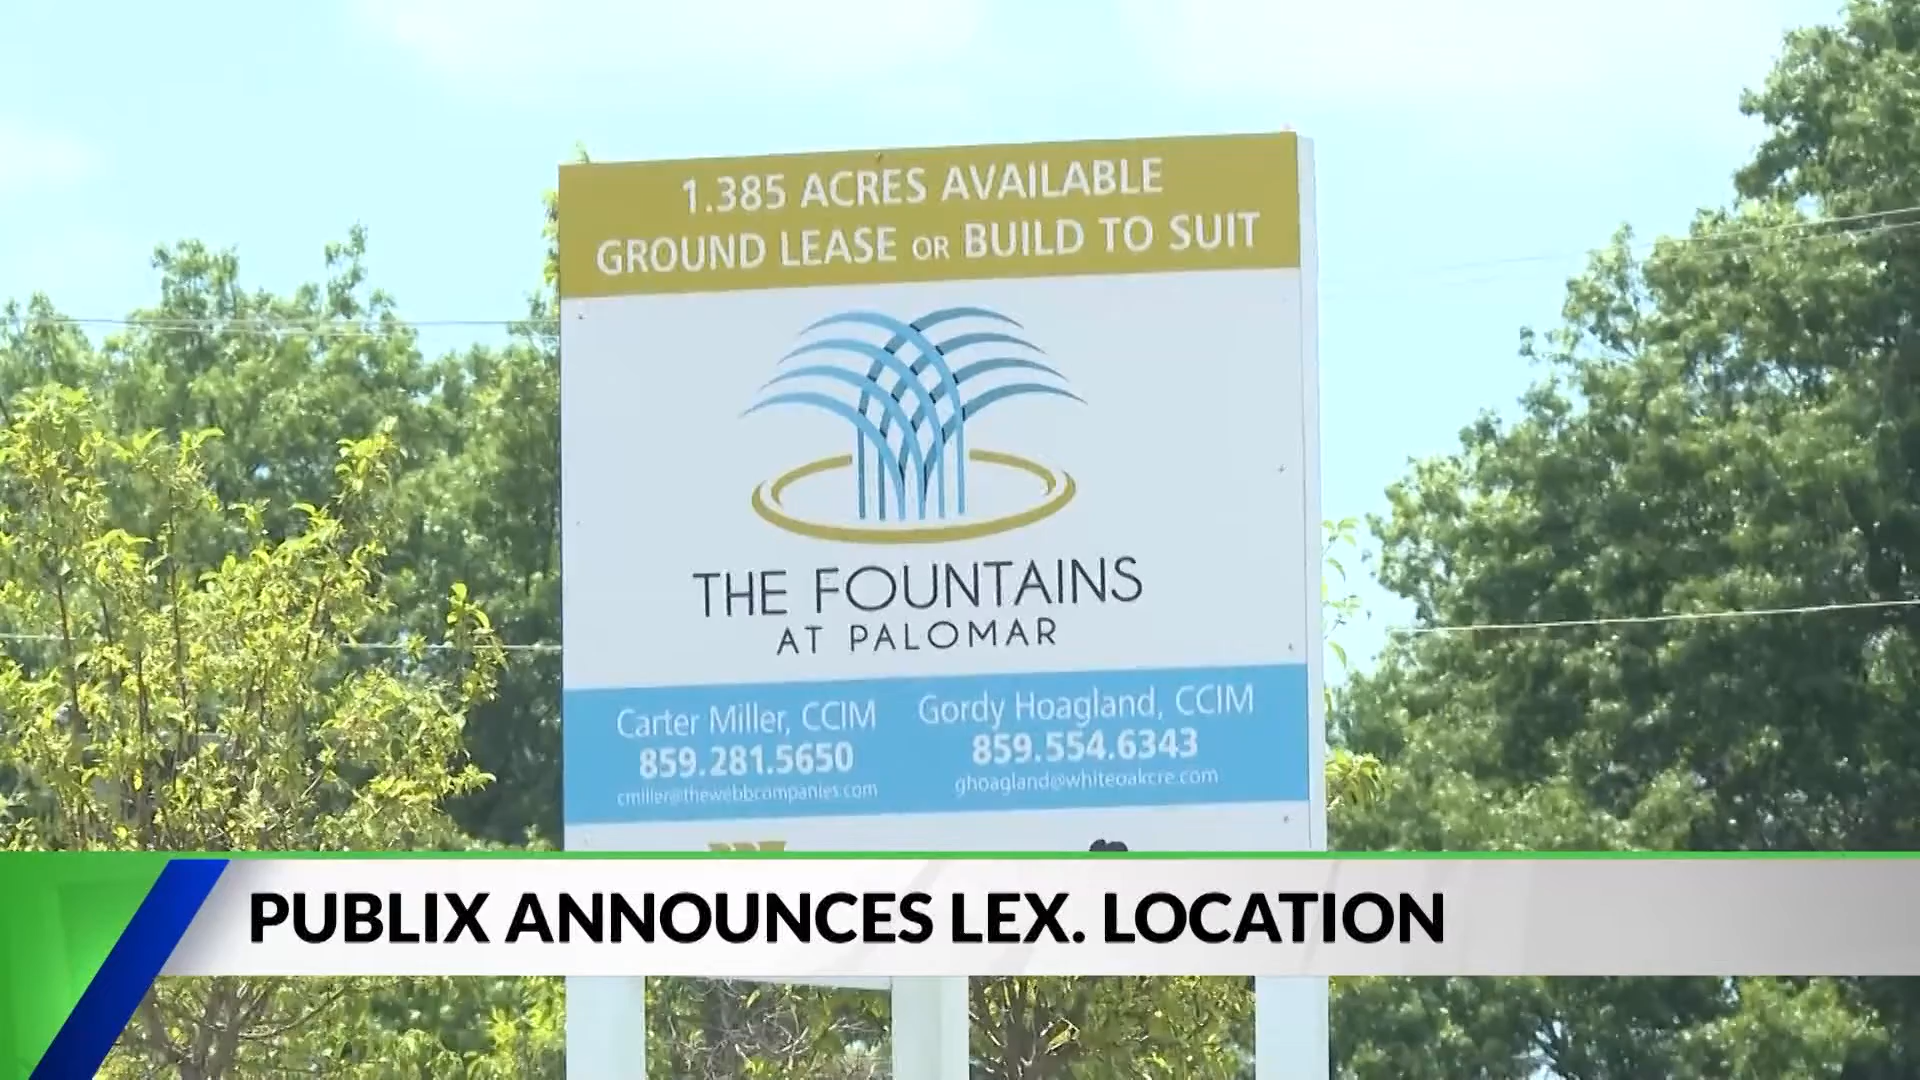 1.385 ACRES AVAILABLE
GROUND LEASE OR BUILD TO SUIT
THE FOUNTAINS
AT PALOMAR
Carter Miller, CCIM
859.281.5650
cmiller@thewebbcompanies.com
Gordy Hoagland, CCIM
859.554.6343
ghoagland@whiteoakcre.com
PUBLIX ANNOUNCES LEX. LOCATION